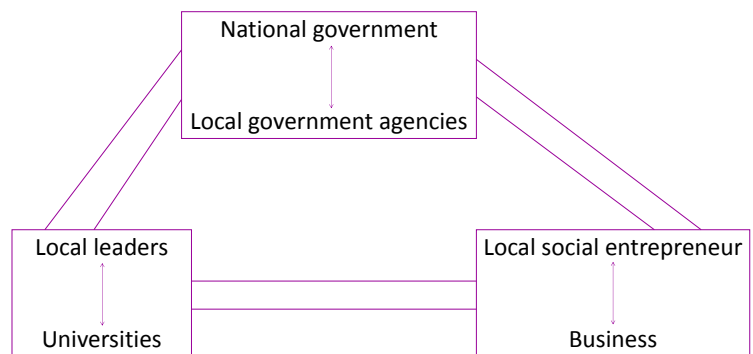 National government
Local government agencies
Local leaders
Universities
Local social entrepreneur
Business